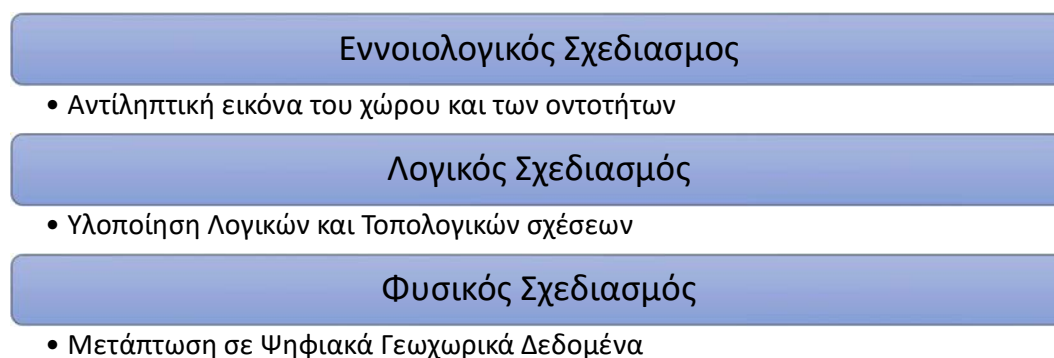 Εννοιολογικός Σχεδιασμος
• Αντίληπτική εικόνα του χώρου και των οντοτήτων
Λογικός Σχεδιασμός
• Υλοποίηση Λογικών και Τοπολογικών σχέσεων
Φυσικός Σχεδιασμός
• Μετάπτωση σε Ψηφιακά Γεωχωρικά Δεδομένα